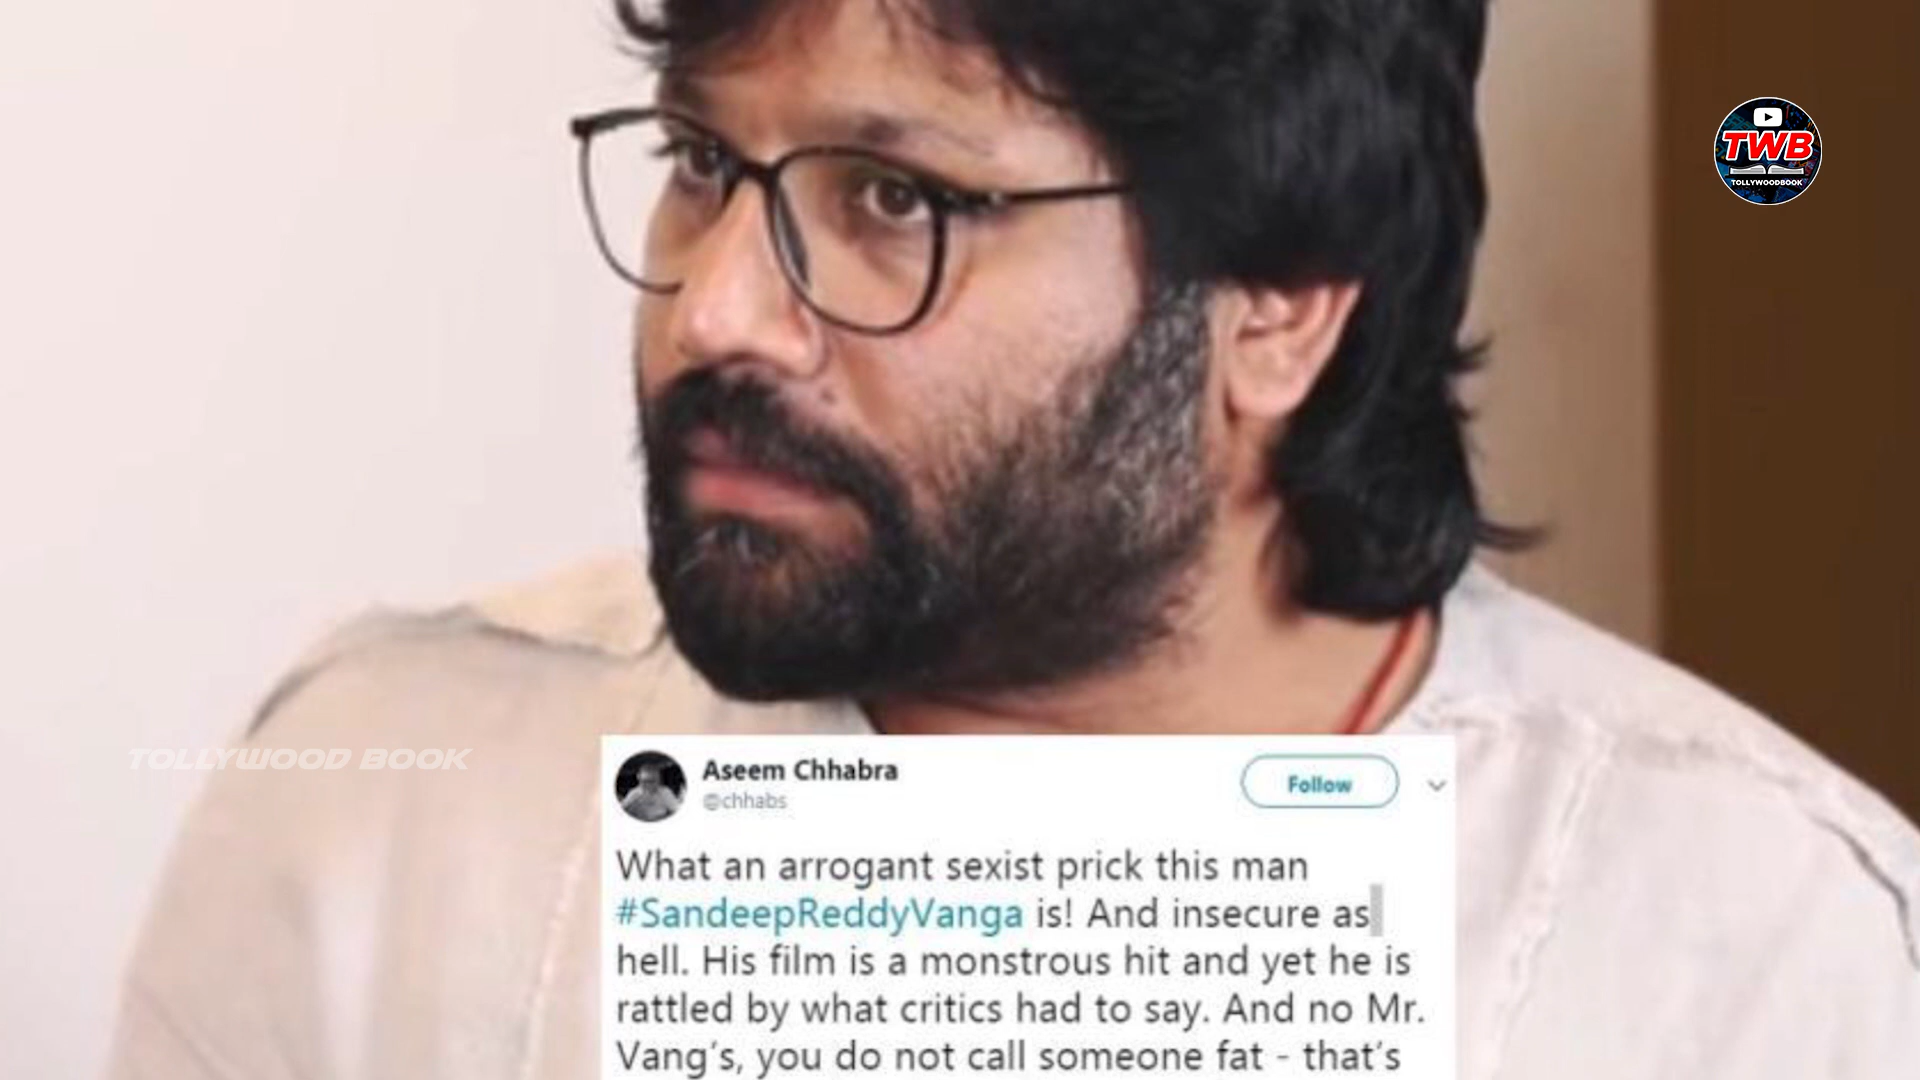 TWB
TOLLYWOODBOOK
TOLLYWOOD BOOK
Aseem Chhabra
@chhabs
Follow
What an arrogant sexist prick this man
#SandeepReddyVanga is! And insecure as
hell. His film is a monstrous hit and yet he is
rattled by what critics had to say. And no Mr.
Vang's, you do not call someone fat - that's